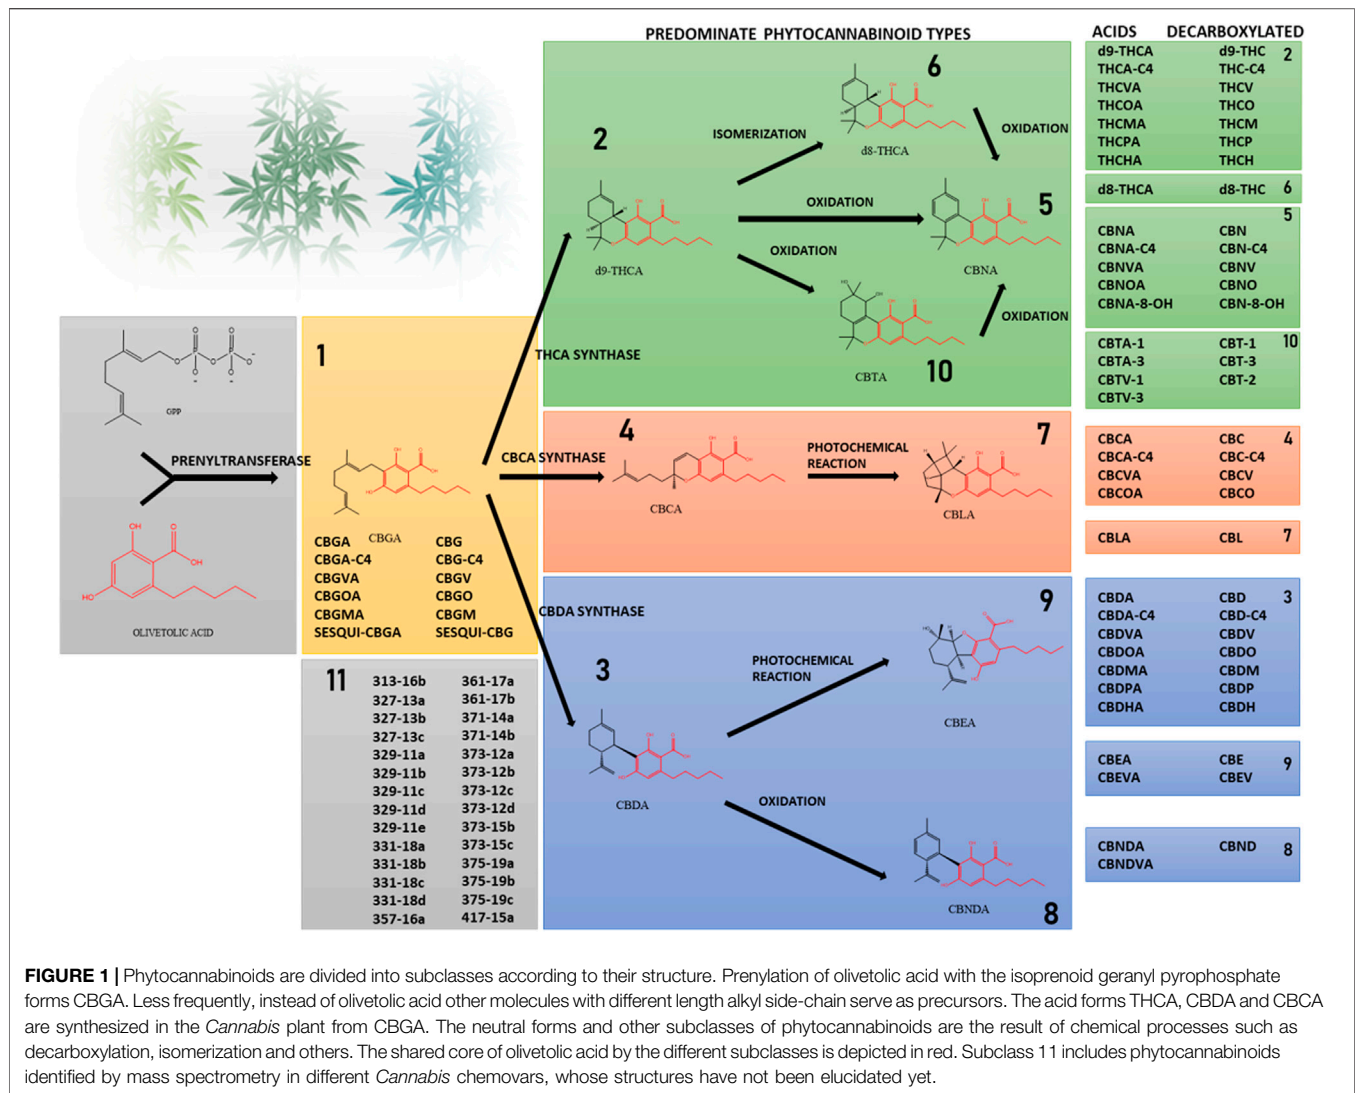 PREDOMINATE PHYTOCANNABINOID TYPES
ACIDS DECARBOXYLATED
GPP
PRENYLTRANSFERASE
OH
O
OH
HO
OLIVETOLIC ACID
1
CBGA
CBGA CBG
CBGA-C4 CBG-C4
CBGVA CBGV
CBGOA CBGO
CBGMA CBGM
SESQUI-CBGA SESQUI-CBG
11
313-16b 361-17a
327-13a 361-17b
327-13b 371-14a
327-13c 371-14b
329-11a 373-12a
329-11b 373-12b
329-11c 373-12c
329-11d 373-12d
329-11e 373-15b
331-18a 373-15c
331-18b 375-19a
331-18c 375-19b
331-18d 375-19c
357-16a 417-15a
THCA SYNTHASE
CBCA SYNTHASE
CBDA SYNTHASE
2
d9-THCA
ISOMERIZATION
OXIDATION
OXIDATION
6
d8-THCA
OXIDATION
5
CBNA
OXIDATION
CBTA
10
4
CBCA
PHOTOCHEMICAL
REACTION
7
CBLA
3
CBDA
PHOTOCHEMICAL
REACTION
OXIDATION
9
CBEA
CBNDA
8
d9-THCA d9-THC 2
THCA-C4 THC-C4
THCVA THCV
THCOA THCO
THCMA THCM
THCPA THCP
THCHA THCH
d8-THCA d8-THC 6
5
CBNA CBN
CBNA-C4 CBN-C4
CBNVA CBNV
CBNOA CBNO
CBNA-8-OH CBN-8-OH
CBTA-1 CBT-1 10
CBTA-3 CBT-3
CBTV-1 CBT-2
CBTV-3
CBCA CBC 4
CBCA-C4 CBC-C4
CBCVA CBCV
CBCOA CBCO
CBLA CBL 7
CBDA CBD 3
CBDA-C4 CBD-C4
CBDVA CBDV
CBDOA CBDO
CBDMA CBDM
CBDPA CBDP
CBDHA CBDH
CBEA CBE 9
CBEVA CBEV
CBNDA CBND 8
CBNDVA
FIGURE 1 | Phytocannabinoids are divided into subclasses according to their structure. Prenylation of olivetolic acid with the isoprenoid geranyl pyrophosphate
forms CBGA. Less frequently, instead of olivetolic acid other molecules with different length alkyl side-chain serve as precursors. The acid forms THCA, CBDA and CBCA
are synthesized in the Cannabis plant from CBGA. The neutral forms and other subclasses of phytocannabinoids are the result of chemical processes such as
decarboxylation, isomerization and others. The shared core of olivetolic acid by the different subclasses is depicted in red. Subclass 11 includes phytocannabinoids
identified by mass spectrometry in different Cannabis chemovars, whose structures have not been elucidated yet.